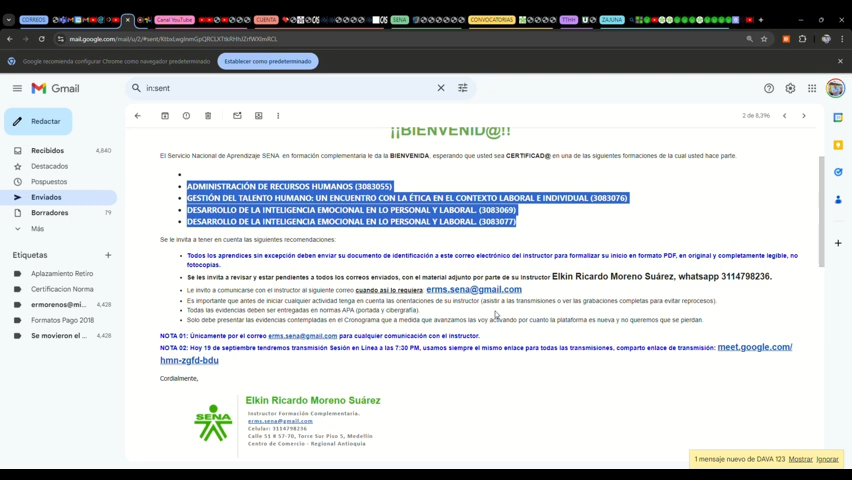 CORREOS
Canal YouTube
CUENTA
SENA
CONVOCATORIAS
TTHH
ZAJUNA
Google recomienda configurar Chrome como navegador predeterminado
Establecer como predeterminado
Gmail
in:sent
Redactar
2 de 8,396
Recibidos 4,840
Destacados
Pospuestos
Enviados
Borradores 79
Más
Etiquetas
Aplazamiento Retiro
Certificacion Norma
ermorenos@mi... 4,428
Formatos Pago 2018
Se movieron el ... 4,428
¡¡BIENVENID@!!
El Servicio Nacional de Aprendizaje SENA en formación complementaria le da la BIENVENIDA, esperando que usted sea CERTIFICAD@ en una de las siguientes formaciones de la cual usted hace parte.
ADMINISTRACIÓN DE RECURSOS HUMANOS (3083055)
GESTIÓN DEL TALENTO HUMANO: UN ENCUENTRO CON LA ÉTICA EN EL CONTEXTO LABORAL E INDIVIDUAL (3083076)
DESARROLLO DE LA INTELIGENCIA EMOCIONAL EN LO PERSONAL Y LABORAL. (3083069)
DESARROLLO DE LA INTELIGENCIA EMOCIONAL EN LO PERSONAL Y LABORAL. (3083077)
Se le invita a tener en cuenta las siguientes recomendaciones:
Todos los aprendices sin excepción deben enviar su documento de identificación a este correo electrónico del instructor para formalizar su inicio en formato PDF, en original y completamente legible, no
fotocopias.
Se les invita a revisar y estar pendientes a todos los correos enviados, con el material adjunto por parte de su instructor Elkin Ricardo Moreno Suárez, whatsapp 3114798236.
Le invito a comunicarse con el instructor al siguiente correo cuando así lo requiera: erms.sena@gmail.com
Es importante que antes de iniciar cualquier actividad tenga en cuenta las orientaciones de su instructor (asistir a las transmisiones o ver las grabaciones completas para evitar reprocesos).
Todas las evidencias deben ser entregadas en normas APA (portada y cibergrafía).
Solo debe presentar las evidencias contempladas en el Cronograma que a medida que avanzamos las voy activando por cuanto la plataforma es nueva y no queremos que se pierdan.
NOTA 01: Únicamente por el correo erms.sena@gmail.com para cualquier comunicación con el instructor.
NOTA 02: Hoy 19 de septiembre tendremos transmisión Sesión en Línea a las 7:30 PM, usamos siempre el mismo enlace para todas las transmisiones, comparto enlace de transmisión: meet.google.com/
hmn-zgfd-bdu
Cordialmente,
SENA
Elkin Ricardo Moreno Suárez
Instructor Formación Complementaria.
erms.sena@gmail.com
Celular: 3114798236
Calle 51 # 57-70, Torre Sur Piso 5, Medellín
Centro de Comercio - Regional Antioquia
1 mensaje nuevo de DAVA 123 Mostrar Ignorar